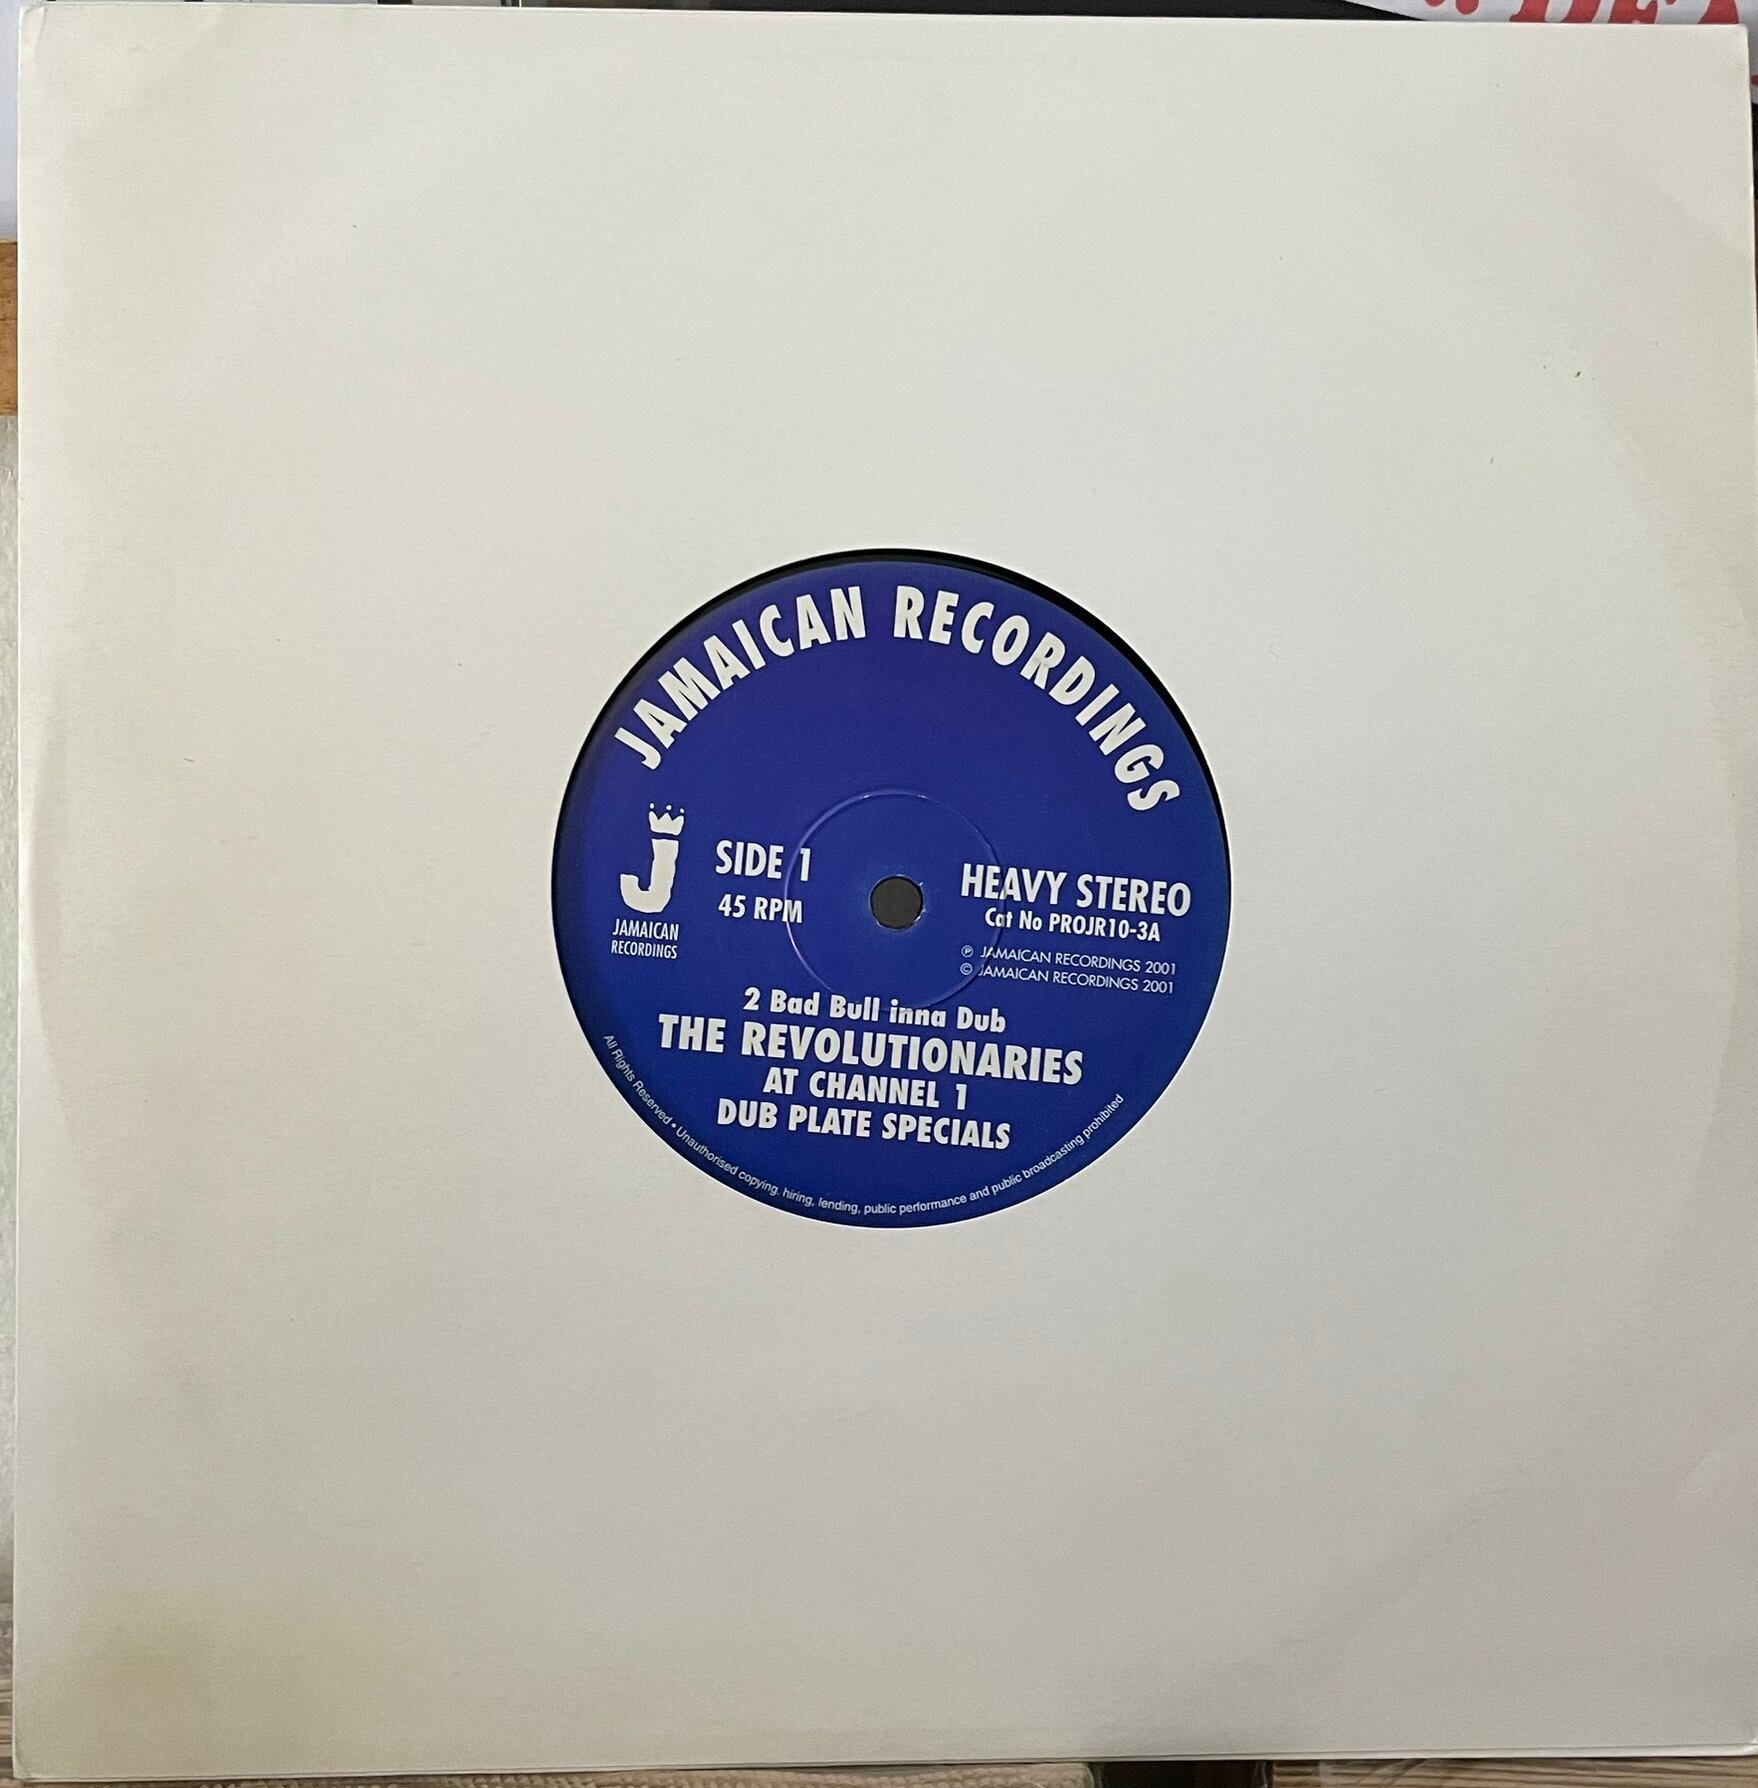 JAMAICAN RECORDINGS
J
JAMAICAN
RECORDINGS
SIDE 1
45 RPM
HEAVY STEREO
Cat No PROJR10-3A
℗ JAMAICAN RECORDINGS 2001
© JAMAICAN RECORDINGS 2001
2 Bad Bull inna Dub
THE REVOLUTIONARIES
AT CHANNEL 1
DUB PLATE SPECIALS
All Rights Reserved • Unauthorised copying. hiring, lending, public performance and public broadcasting prohibited